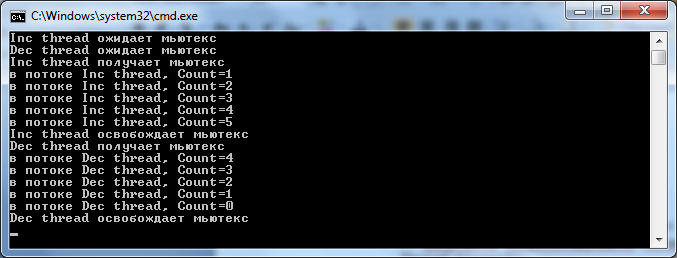 C:\Windows\system32\cmd.exe
Inc thread ожидает мьютекс
Dec thread ожидает мьютекс
Inc thread получает мьютекс
в потоке Inc thread, Count=1
в потоке Inc thread, Count=2
в потоке Inc thread, Count=3
в потоке Inc thread, Count=4
в потоке Inc thread, Count=5
Inc thread освобождает мьютекс
Dec thread получает мьютекс
в потоке Dec thread, Count=4
в потоке Dec thread, Count=3
в потоке Dec thread, Count=2
в потоке Dec thread, Count=1
в потоке Dec thread, Count=0
Dec thread освобождает мьютекс